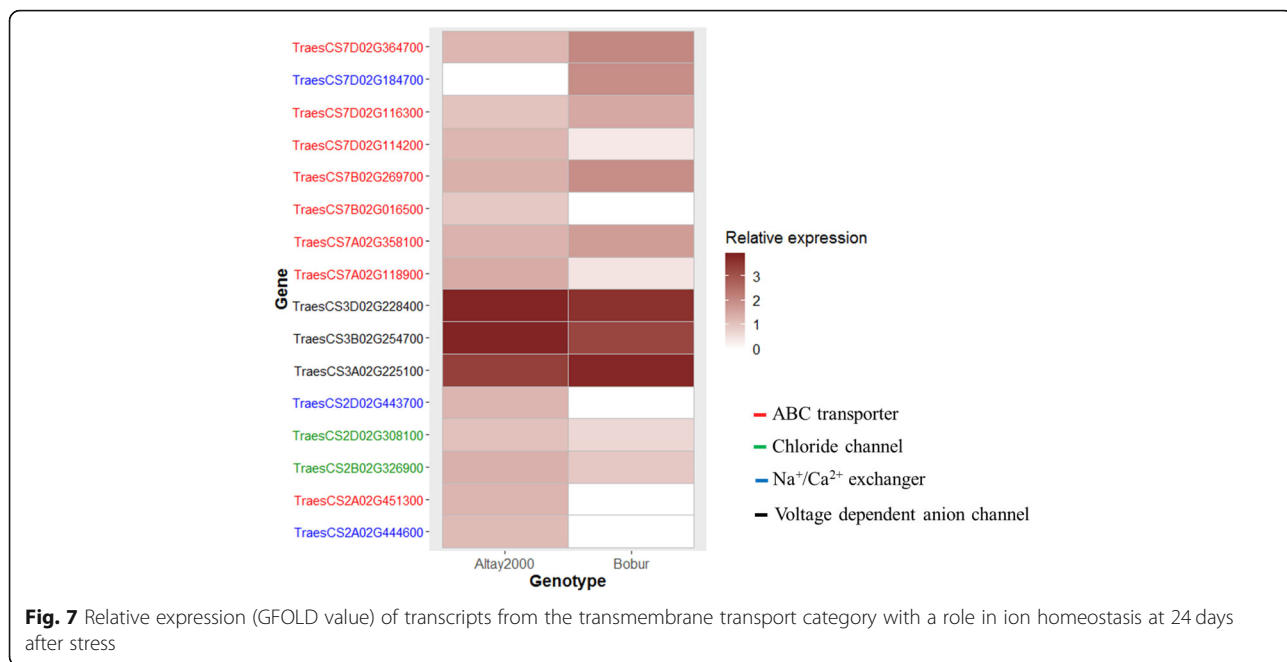 TraesCS7D02G364700
TraesCS7D02G184700
TraesCS7D02G116300
TraesCS7D02G114200
TraesCS7B02G269700
TraesCS7B02G016500
TraesCS7A02G358100
TraesCS7A02G118900
TraesCS3D02G228400
TraesCS3B02G254700
TraesCS3A02G225100
TraesCS2D02G443700
TraesCS2D02G308100
TraesCS2B02G326900
TraesCS2A02G451300
TraesCS2A02G444600
Gene
Altay2000 Bobur
Genotype
Relative expression
3
2
1
0
ABC transporter
Chloride channel
Na⁺/Ca²⁺ exchanger
Voltage dependent anion channel
Fig. 7 Relative expression (GFOLD value) of transcripts from the transmembrane transport category with a role in ion homeostasis at 24 days
after stress